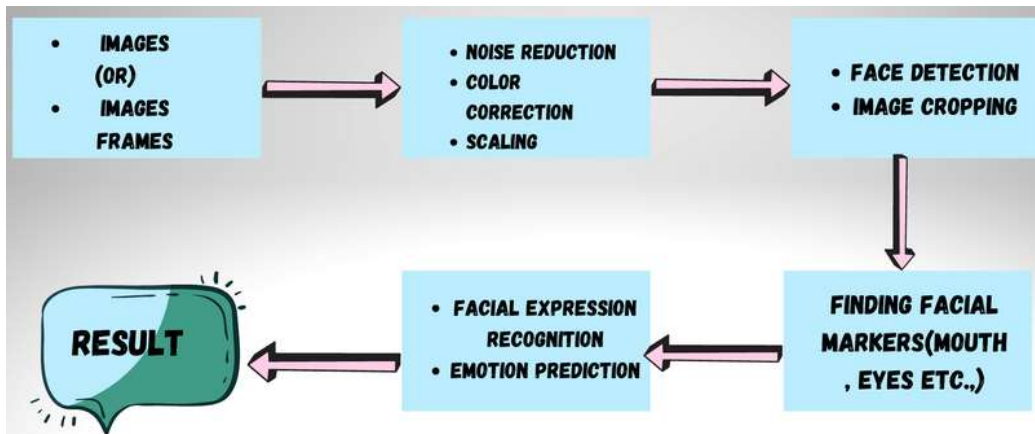 • IMAGES
(OR)
• IMAGES
FRAMES
• NOISE REDUCTION
• COLOR
CORRECTION
• SCALING
• FACE DETECTION
• IMAGE CROPPING
FINDING FACIAL
MARKERS(MOUTH
, EYES ETC.,)
• FACIAL EXPRESSION
RECOGNITION
• EMOTION PREDICTION
RESULT